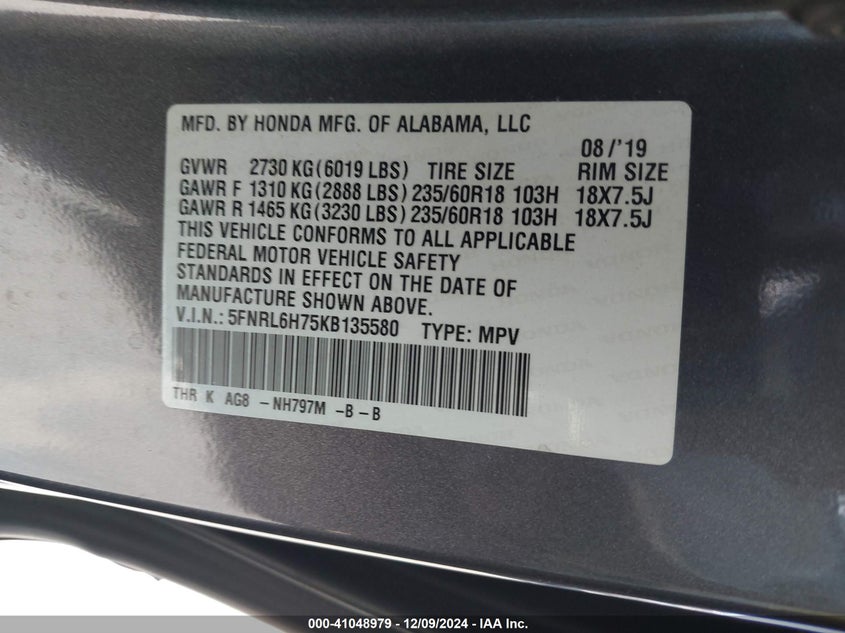 MFD. BY HONDA MFG. OF ALABAMA, LLC
08/'19
GVWR 2730 KG(6019 LBS) TIRE SIZE RIM SIZE
GAWR F 1310 KG(2888 LBS) 235/60R18 103H 18X7.5J
GAWR R 1465 KG(3230 LBS) 235/60R18 103H 18X7.5J
THIS VEHICLE CONFORMS TO ALL APPLICABLE
FEDERAL MOTOR VEHICLE SAFETY
STANDARDS IN EFFECT ON THE DATE OF
MANUFACTURE SHOWN ABOVE.
V.I.N.: 5FNRL6H75KB135580 TYPE: MPV
THR K AG8 -NH797M -B-B
000-41048979 - 12/09/2024 - IAA Inc.